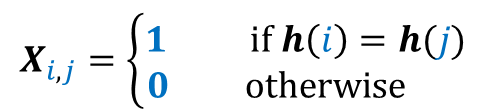 X_{i,j} = { 1 if h(i) = h(j)
0 otherwise